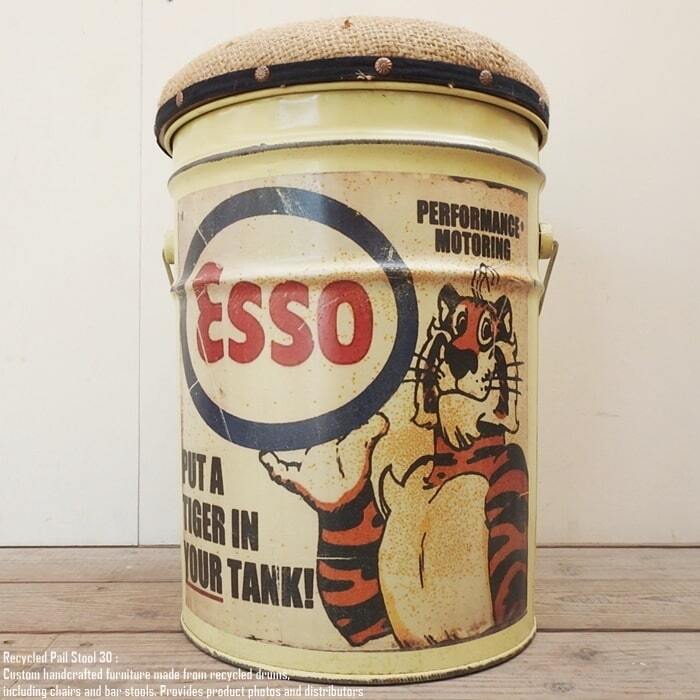 PERFORMANCE
MOTORING
ESSO
PUT A
TIGER IN
YOUR TANK!
Recycled Pail Stool 30 :
Custom handcrafted furniture made from recycled drums,
including chairs and bar stools. Provides product photos and distributors